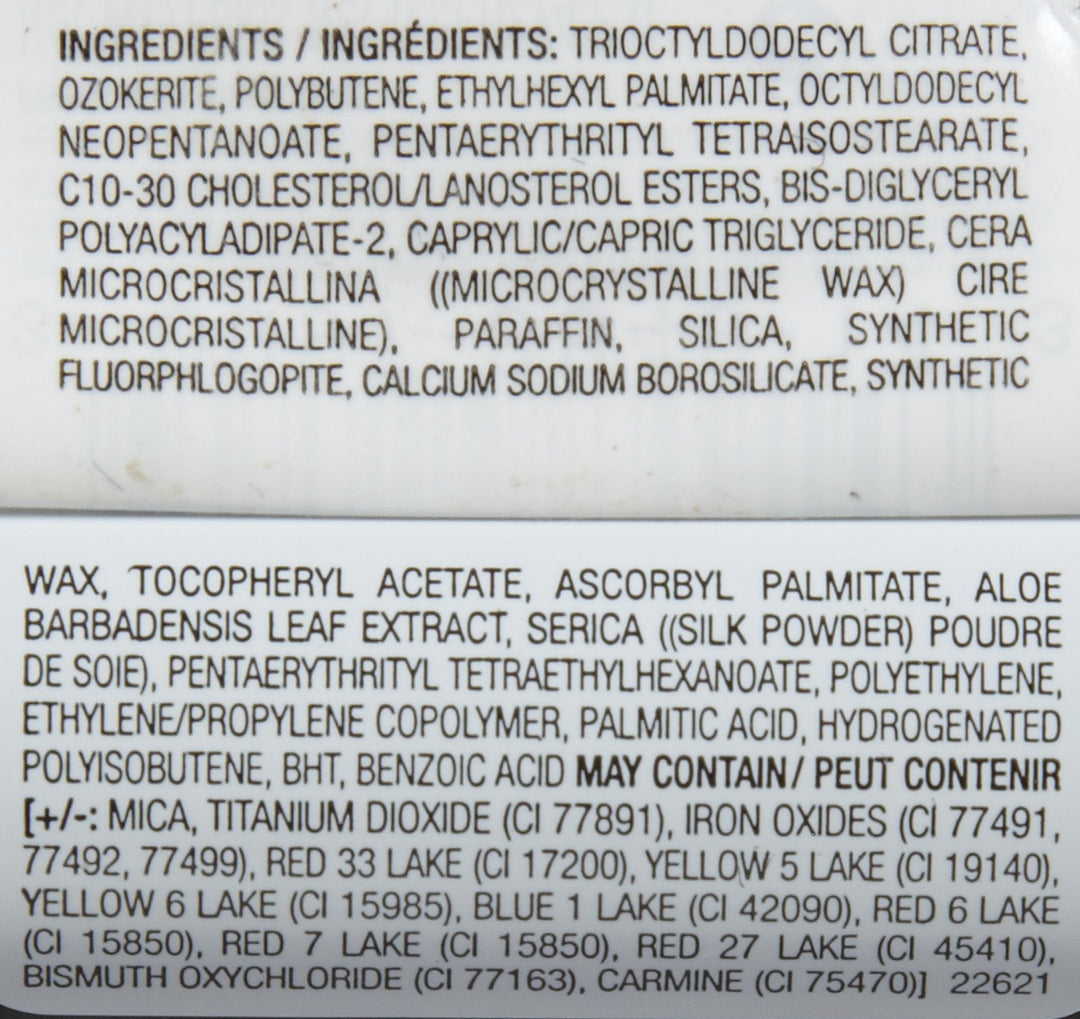 INGREDIENTS / INGRÉDIENTS: TRIOCTYLDODECYL CITRATE,
OZOKERITE, POLYBUTENE, ETHYLHEXYL PALMITATE, OCTYLDODECYL
NEOPENTANOATE, PENTAERYTHRITYL TETRAISOSTEARATE,
C10-30 CHOLESTEROL/LANOSTEROL ESTERS, BIS-DIGLYCERYL
POLYACYLADIPATE-2, CAPRYLIC/CAPRIC TRIGLYCERIDE, CERA
MICROCRISTALLINA ((MICROCRYSTALLINE WAX) CIRE
MICROCRISTALLINE), PARAFFIN, SILICA, SYNTHETIC
FLUORPHLOGOPITE, CALCIUM SODIUM BOROSILICATE, SYNTHETIC
WAX, TOCOPHERYL ACETATE, ASCORBYL PALMITATE, ALOE
BARBADENSIS LEAF EXTRACT, SERICA ((SILK POWDER) POUDRE
DE SOIE), PENTAERYTHRITYL TETRAETHYLHEXANOATE, POLYETHYLENE,
ETHYLENE/PROPYLENE COPOLYMER, PALMITIC ACID, HYDROGENATED
POLYISOBUTENE, BHT, BENZOIC ACID MAY CONTAIN/ PEUT CONTENIR
[+/-: MICA, TITANIUM DIOXIDE (CI 77891), IRON OXIDES (CI 77491,
77492, 77499), RED 33 LAKE (CI 17200), YELLOW 5 LAKE (CI 19140),
YELLOW 6 LAKE (CI 15985), BLUE 1 LAKE (CI 42090), RED 6 LAKE
(CI 15850), RED 7 LAKE (CI 15850), RED 27 LAKE (CI 45410),
BISMUTH OXYCHLORIDE (CI 77163), CARMINE (CI 75470)] 22621